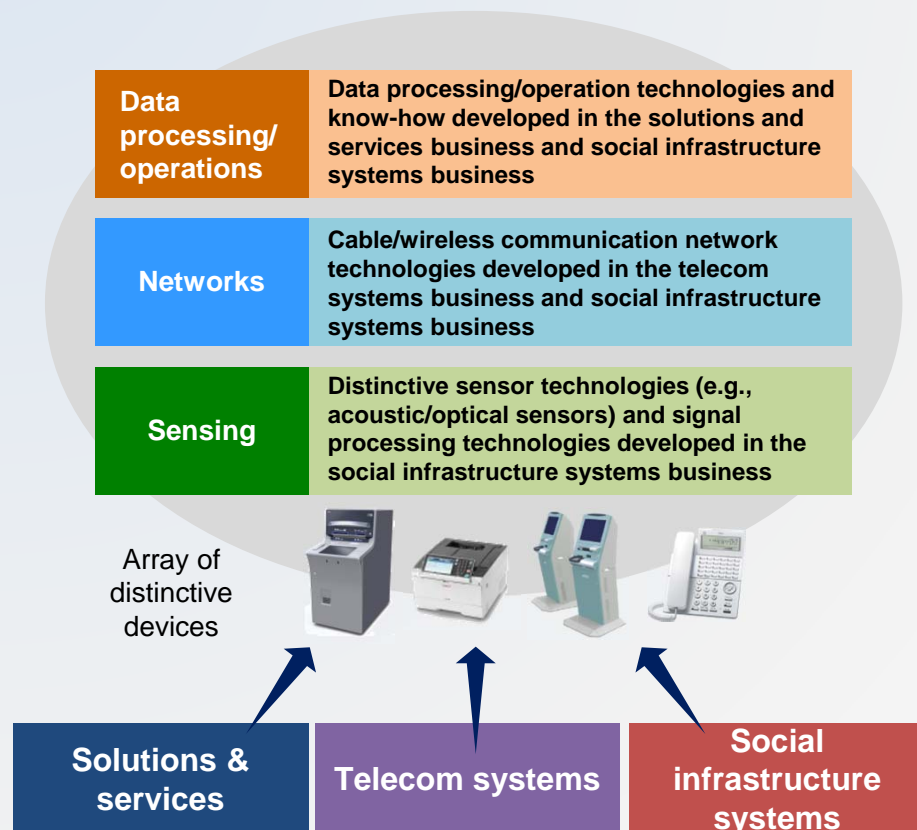 Data
processing/
operations
Data processing/operation technologies and
know-how developed in the solutions and
services business and social infrastructure
systems business
Networks
Cable/wireless communication network
technologies developed in the telecom
systems business and social infrastructure
systems business
Sensing
Distinctive sensor technologies (e.g.,
acoustic/optical sensors) and signal
processing technologies developed in the
social infrastructure systems business
Array of
distinctive
devices
Solutions &
services
Telecom systems
Social
infrastructure
systems